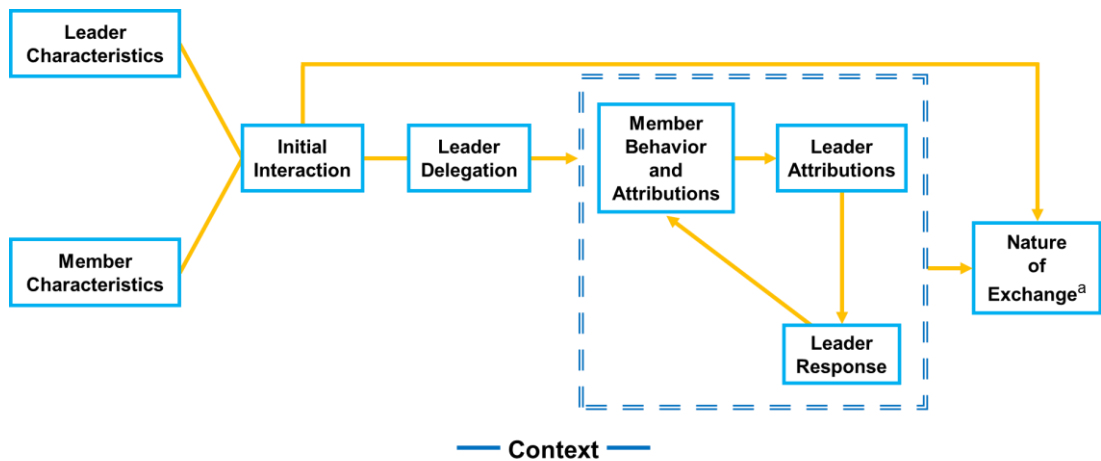 Leader
Characteristics
Member
Characteristics
Initial
Interaction
Leader
Delegation
Member
Behavior
and
Attributions
Leader
Attributions
Leader
Response
Nature
of
Exchangeᵃ
Context